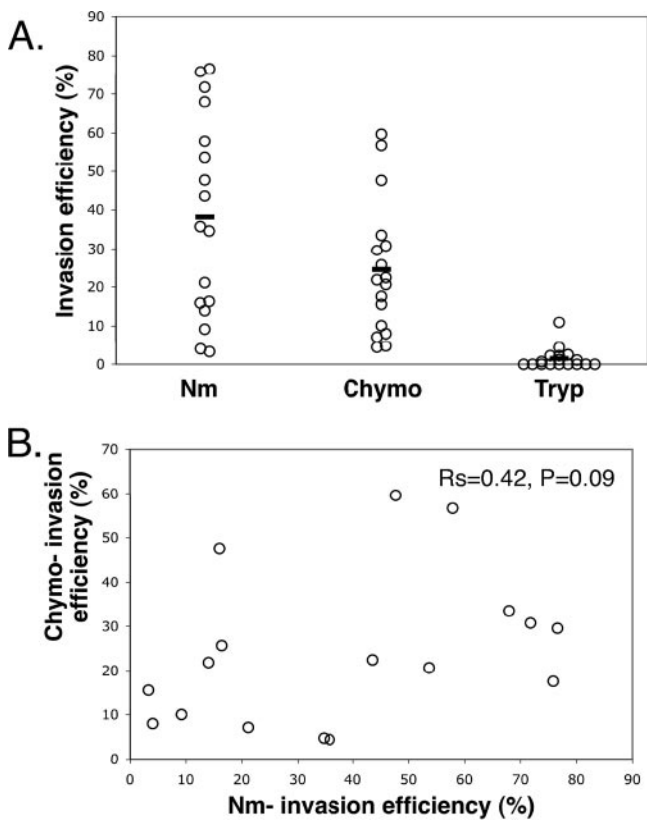 A.
Invasion efficiency (%)
90
80
70
60
50
40
30
20
10
0
Nm Chymo Tryp
B.
Chymo- invasion
efficiency (%)
70
60
50
40
30
20
10
0
Rs=0.42, P=0.09
0 10 20 30 40 50 60 70 80 90
Nm- invasion efficiency (%)